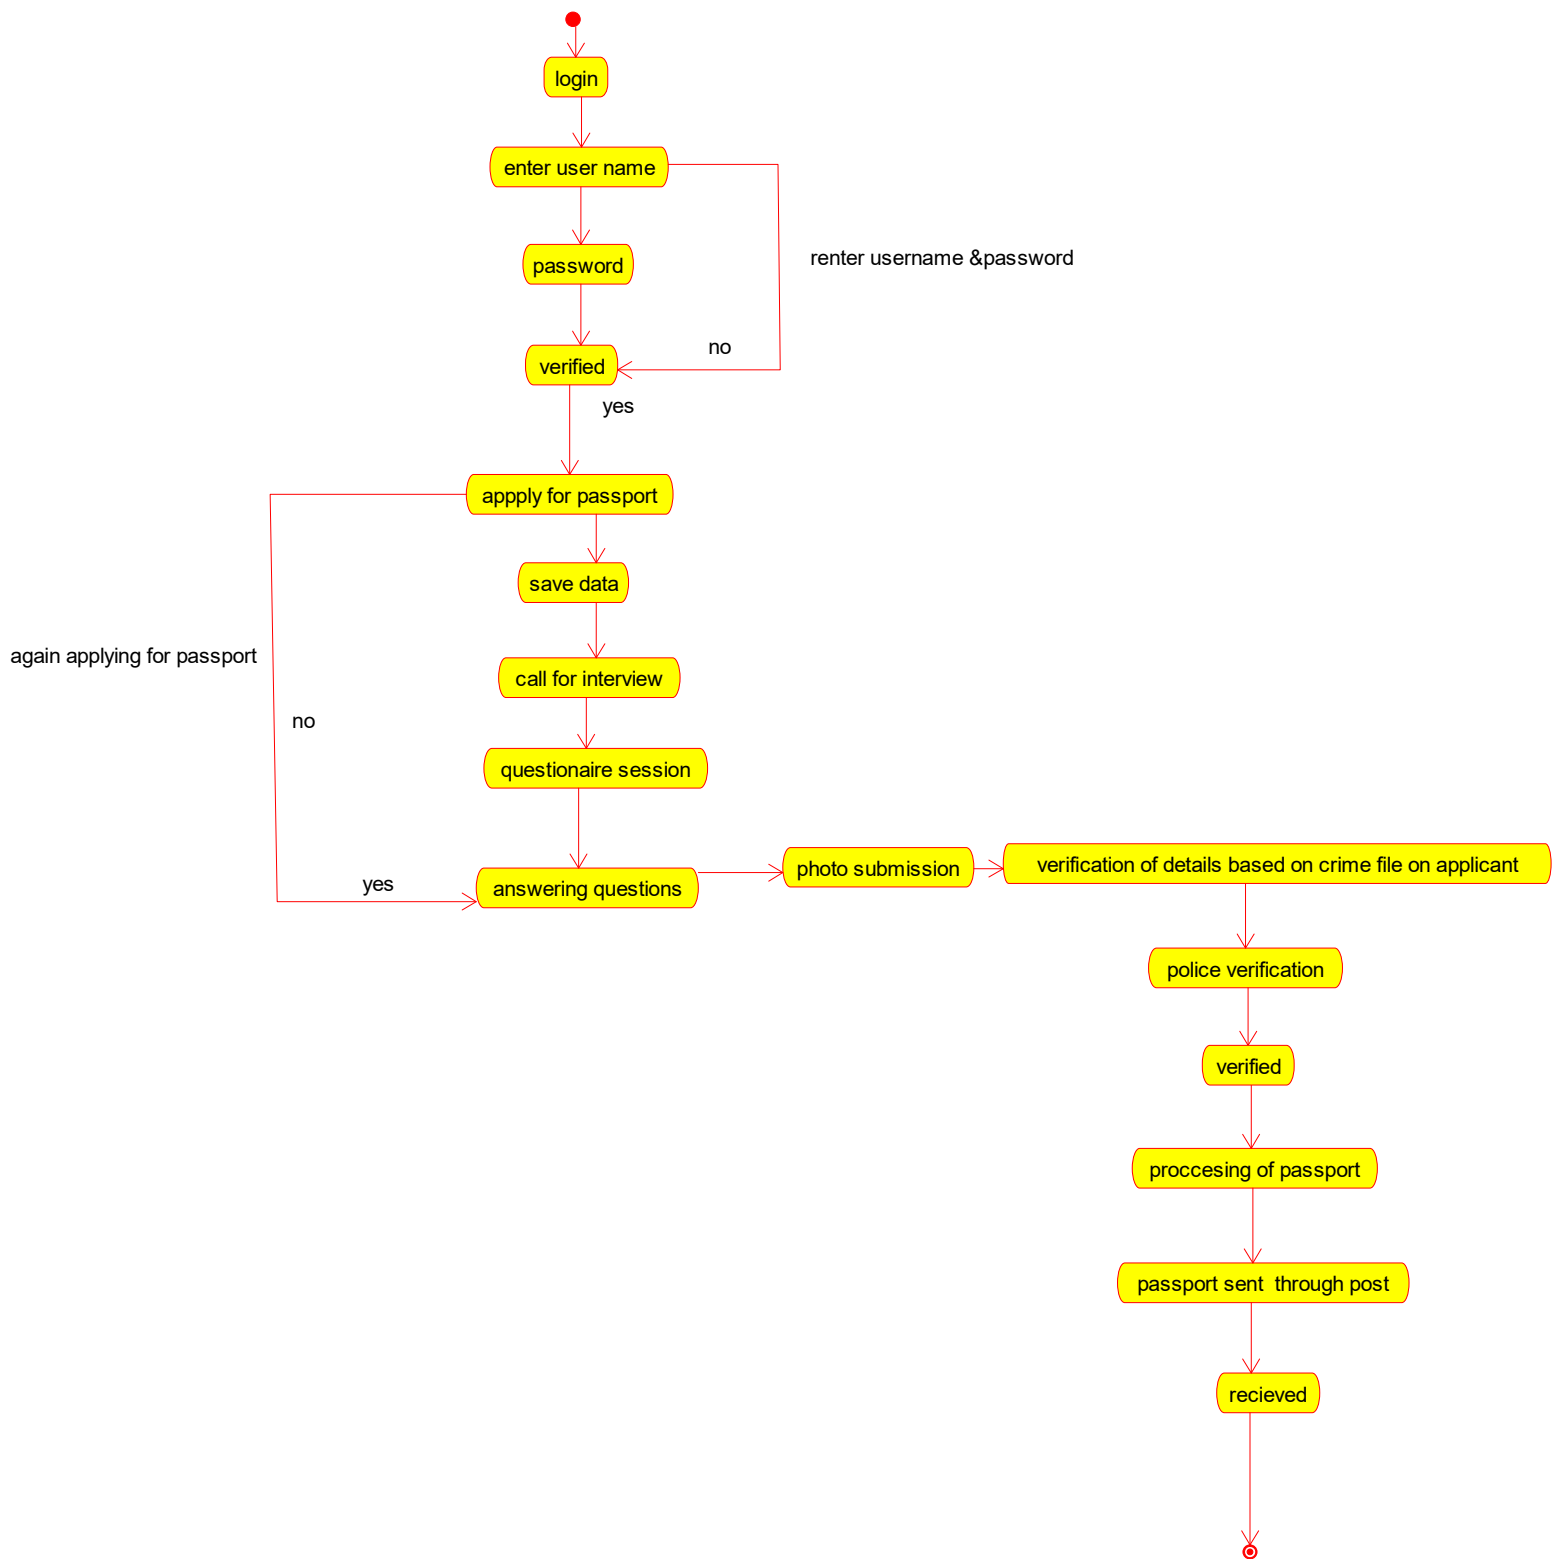 login
enter user name
renter username &password
password
no
verified
yes
appply for passport
save data
again applying for passport
call for interview
no
questionaire session
yes
answering questions
photo submission
verification of details based on crime file on applicant
police verification
verified
proccesing of passport
passport sent  through post
recieved